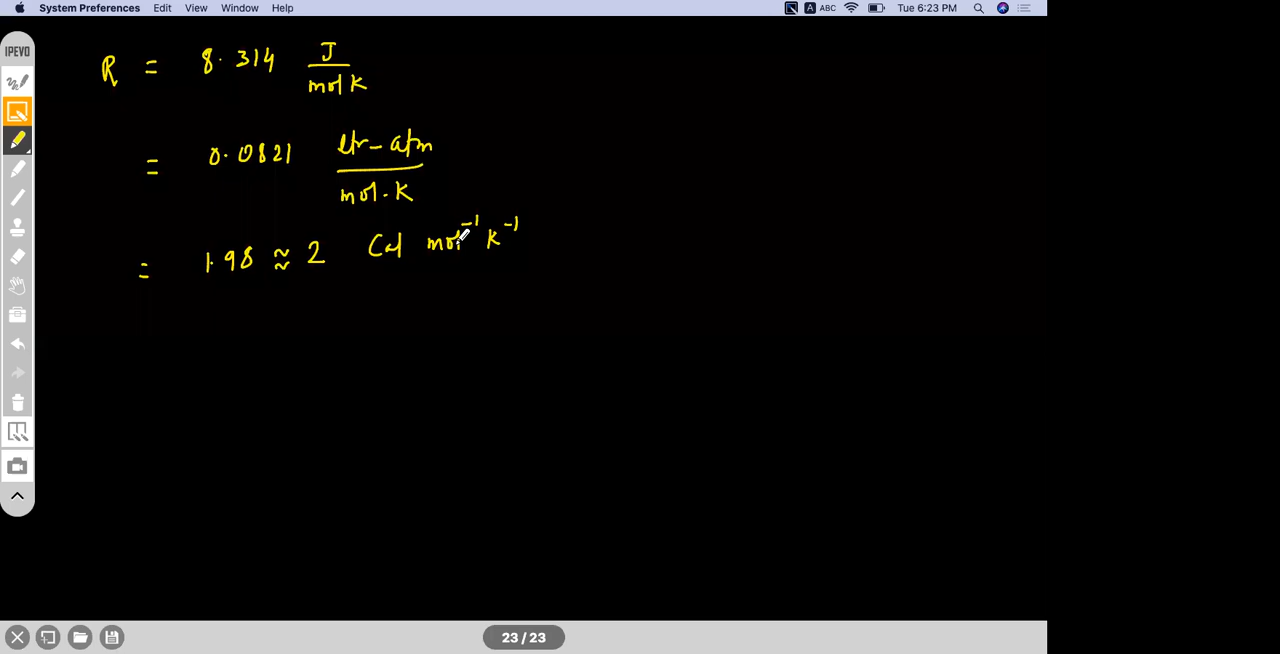 System Preferences Edit View Window Help ABC Tue 6:23 PM
IPEVO
R = 8.314 J
mol K
= 0.0821 ltr-atm
mol.K
= 1.98 ≈ 2 Cal mol⁻¹ K⁻¹
23 / 23